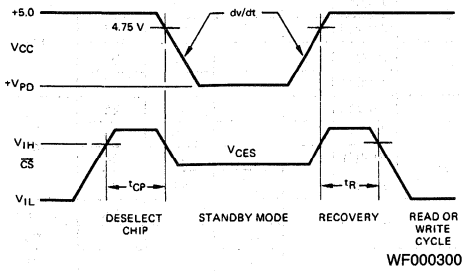 +5.0
dv/dt
4.75 V
VCC
+VPD
VIH
CS
VCES
tCP
tR
VIL
DESELECT CHIP
STANDBY MODE
RECOVERY
READ OR WRITE CYCLE
WF000300